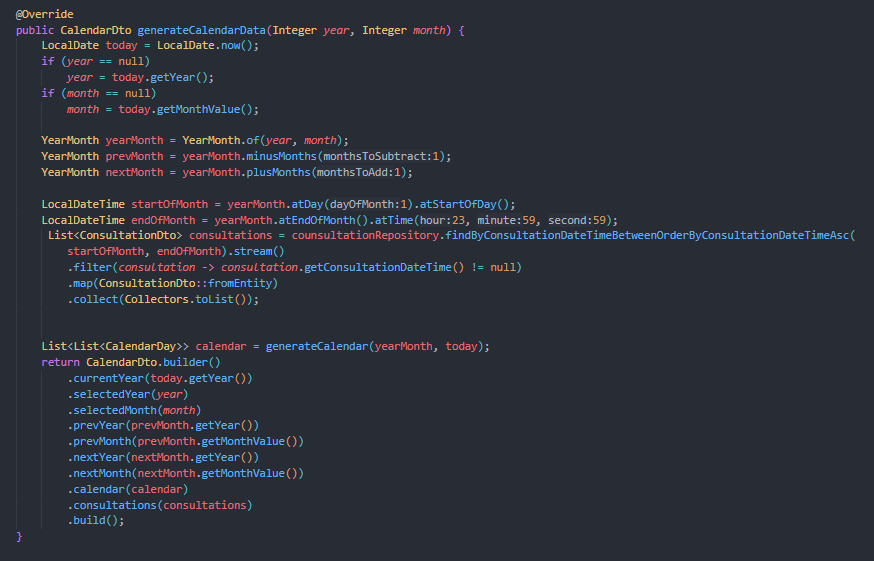 @Override
public CalendarDto generateCalendarData(Integer year, Integer month) {
LocalDate today = LocalDate.now();
if (year == null)
year = today.getYear();
if (month == null)
month = today.getMonthValue();
YearMonth yearMonth = YearMonth.of(year, month);
YearMonth prevMonth = yearMonth.minusMonths(monthsToSubtract:1);
YearMonth nextMonth = yearMonth.plusMonths(monthsToAdd:1);
LocalDateTime startOfMonth = yearMonth.atDay(dayOfMonth:1).atStartOfDay();
LocalDateTime endOfMonth = yearMonth.atEndOfMonth().atTime(hour:23, minute:59, second:59);
List<ConsultationDto> consultations = counsultationRepository.findByConsultationDateTimeBetweenOrderByConsultationDateTimeAsc(
startOfMonth, endOfMonth).stream()
.filter(consultation -> consultation.getConsultationDateTime() != null)
.map(ConsultationDto::fromEntity)
.collect(Collectors.toList());
List<List<CalendarDay>> calendar = generateCalendar(yearMonth, today);
return CalendarDto.builder()
.currentYear(today.getYear())
.selectedYear(year)
.selectedMonth(month)
.prevYear(prevMonth.getYear())
.prevMonth(prevMonth.getMonthValue())
.nextYear(nextMonth.getYear())
.nextMonth(nextMonth.getMonthValue())
.calendar(calendar)
.consultations(consultations)
.build();
}